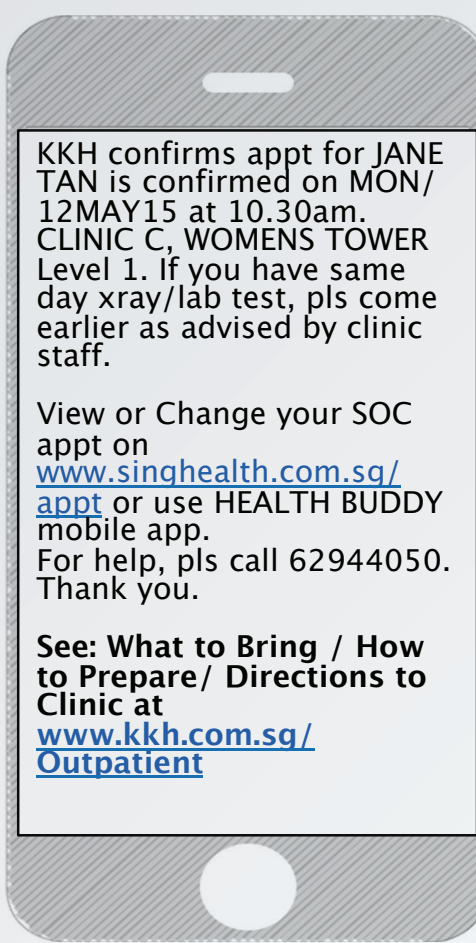 KKH confirms appt for JANE
TAN is confirmed on MON/
12MAY15 at 10.30am.
CLINIC C, WOMENS TOWER
Level 1. If you have same
day xray/lab test, pls come
earlier as advised by clinic
staff.
View or Change your SOC
appt on
www.singhealth.com.sg/
appt or use HEALTH BUDDY
mobile app.
For help, pls call 62944050.
Thank you.
See: What to Bring / How
to Prepare/ Directions to
Clinic at
www.kkh.com.sg/
Outpatient